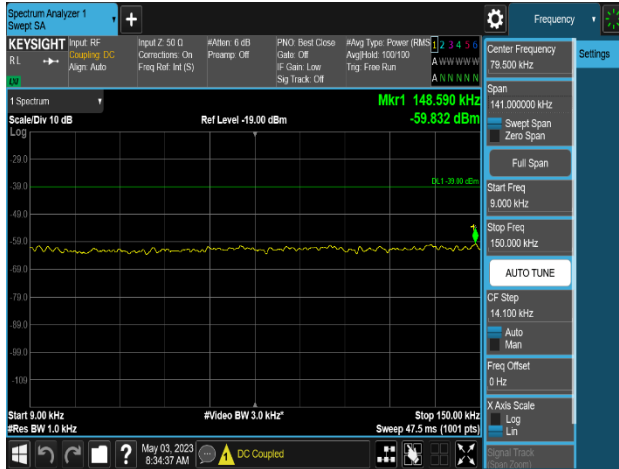 Spectrum Analyzer 1
Swept SA
+
Frequency
KEYSIGHT
RL
Input: RF
Coupling: DC
Align: Auto
Input Z: 50 Ω
Corrections: On
Freq Ref: Int (S)
#Atten: 6 dB
Preamp: Off
PNO: Best Close
Gate: Off
IF Gain: Low
Sig Track: Off
#Avg Type: Power (RMS
Avg|Hold: 100/100
Trig: Free Run
1 2 3 4 5 6
A W W W W W
A N N N N N
Settings
1 Spectrum
Mkr1 148.590 kHz
Scale/Div 10 dB
Ref Level -19.00 dBm
-59.832 dBm
Log
-29.0
DL1 -39.00 dBm
-39.0
-49.0
1
-59.0
-69.0
-79.0
-89.0
-99.0
-109
Start 9.00 kHz
#Video BW 3.0 kHz*
Stop 150.00 kHz
#Res BW 1.0 kHz
Sweep 47.5 ms (1001 pts)
Center Frequency
79.500 kHz
Span
141.000000 kHz
Swept Span
Zero Span
Full Span
Start Freq
9.000 kHz
Stop Freq
150.000 kHz
AUTO TUNE
CF Step
14.100 kHz
Auto
Man
Freq Offset
0 Hz
X Axis Scale
Log
Lin
Signal Track
(Span Zoom)
?
May 03, 2023
8:34:37 AM
DC Coupled